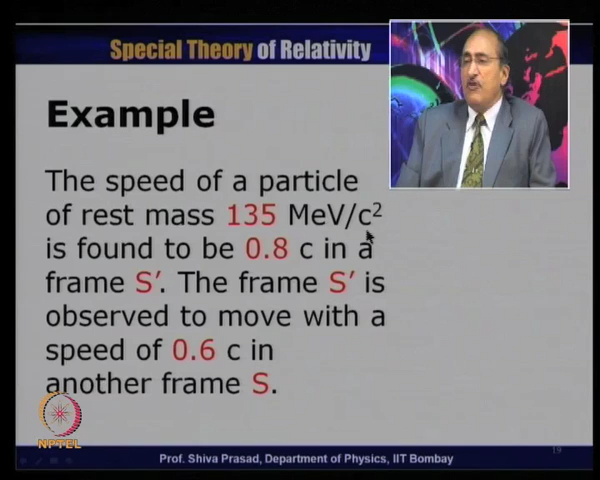 Special Theory of Relativity
Example
The speed of a particle
of rest mass 135 MeV/c²
is found to be 0.8 c in a
frame S′. The frame S′ is
observed to move with a
speed of 0.6 c in
another frame S.
NPTEL
19
Prof. Shiva Prasad, Department of Physics, IIT Bombay